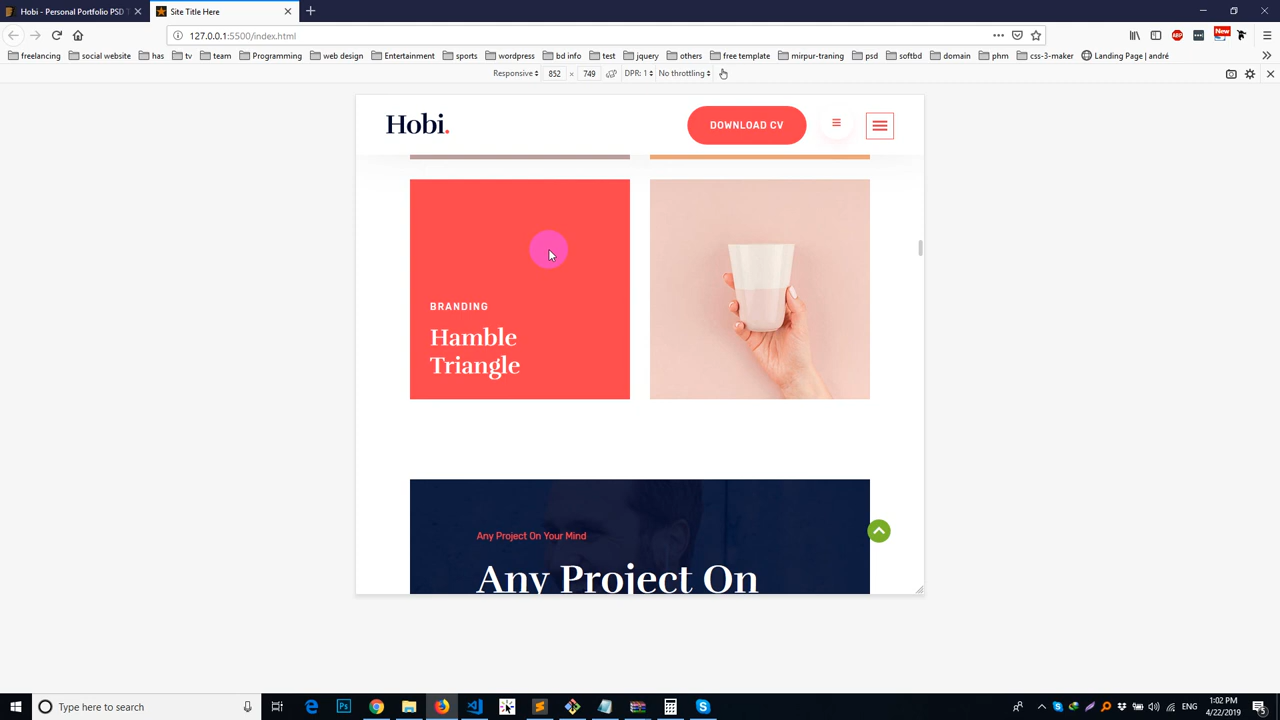 Hobi - Personal Portfolio PSD T
Site Title Here
127.0.0.1:5500/index.html
freelancing
social website
has
tv
team
Programming
web design
Entertainment
sports
wordpress
bd info
test
jquery
others
free template
mirpur-traning
psd
softbd
domain
phm
css-3-maker
Landing Page | andré
New
ABP
Responsive
852 × 749
DPR: 1
No throttling
Hobi.
DOWNLOAD CV
BRANDING
Hamble
Triangle
Any Project On Your Mind
Any Project On
Type here to search
ENG
1:02 PM
4/22/2019
5